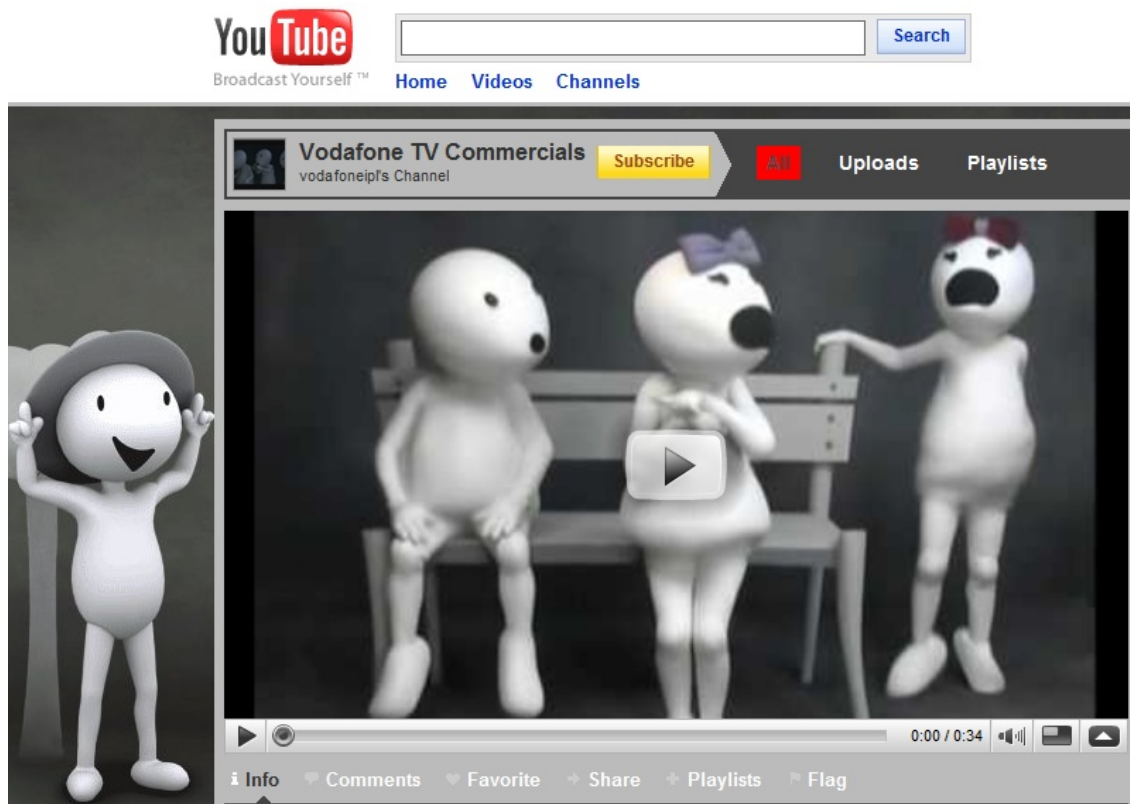 YouTube
Search
Broadcast Yourself ™
Home Videos Channels
Vodafone TV Commercials
vodafoneipl's Channel
Subscribe
All Uploads Playlists
0:00 / 0:34
Info Comments Favorite Share Playlists Flag